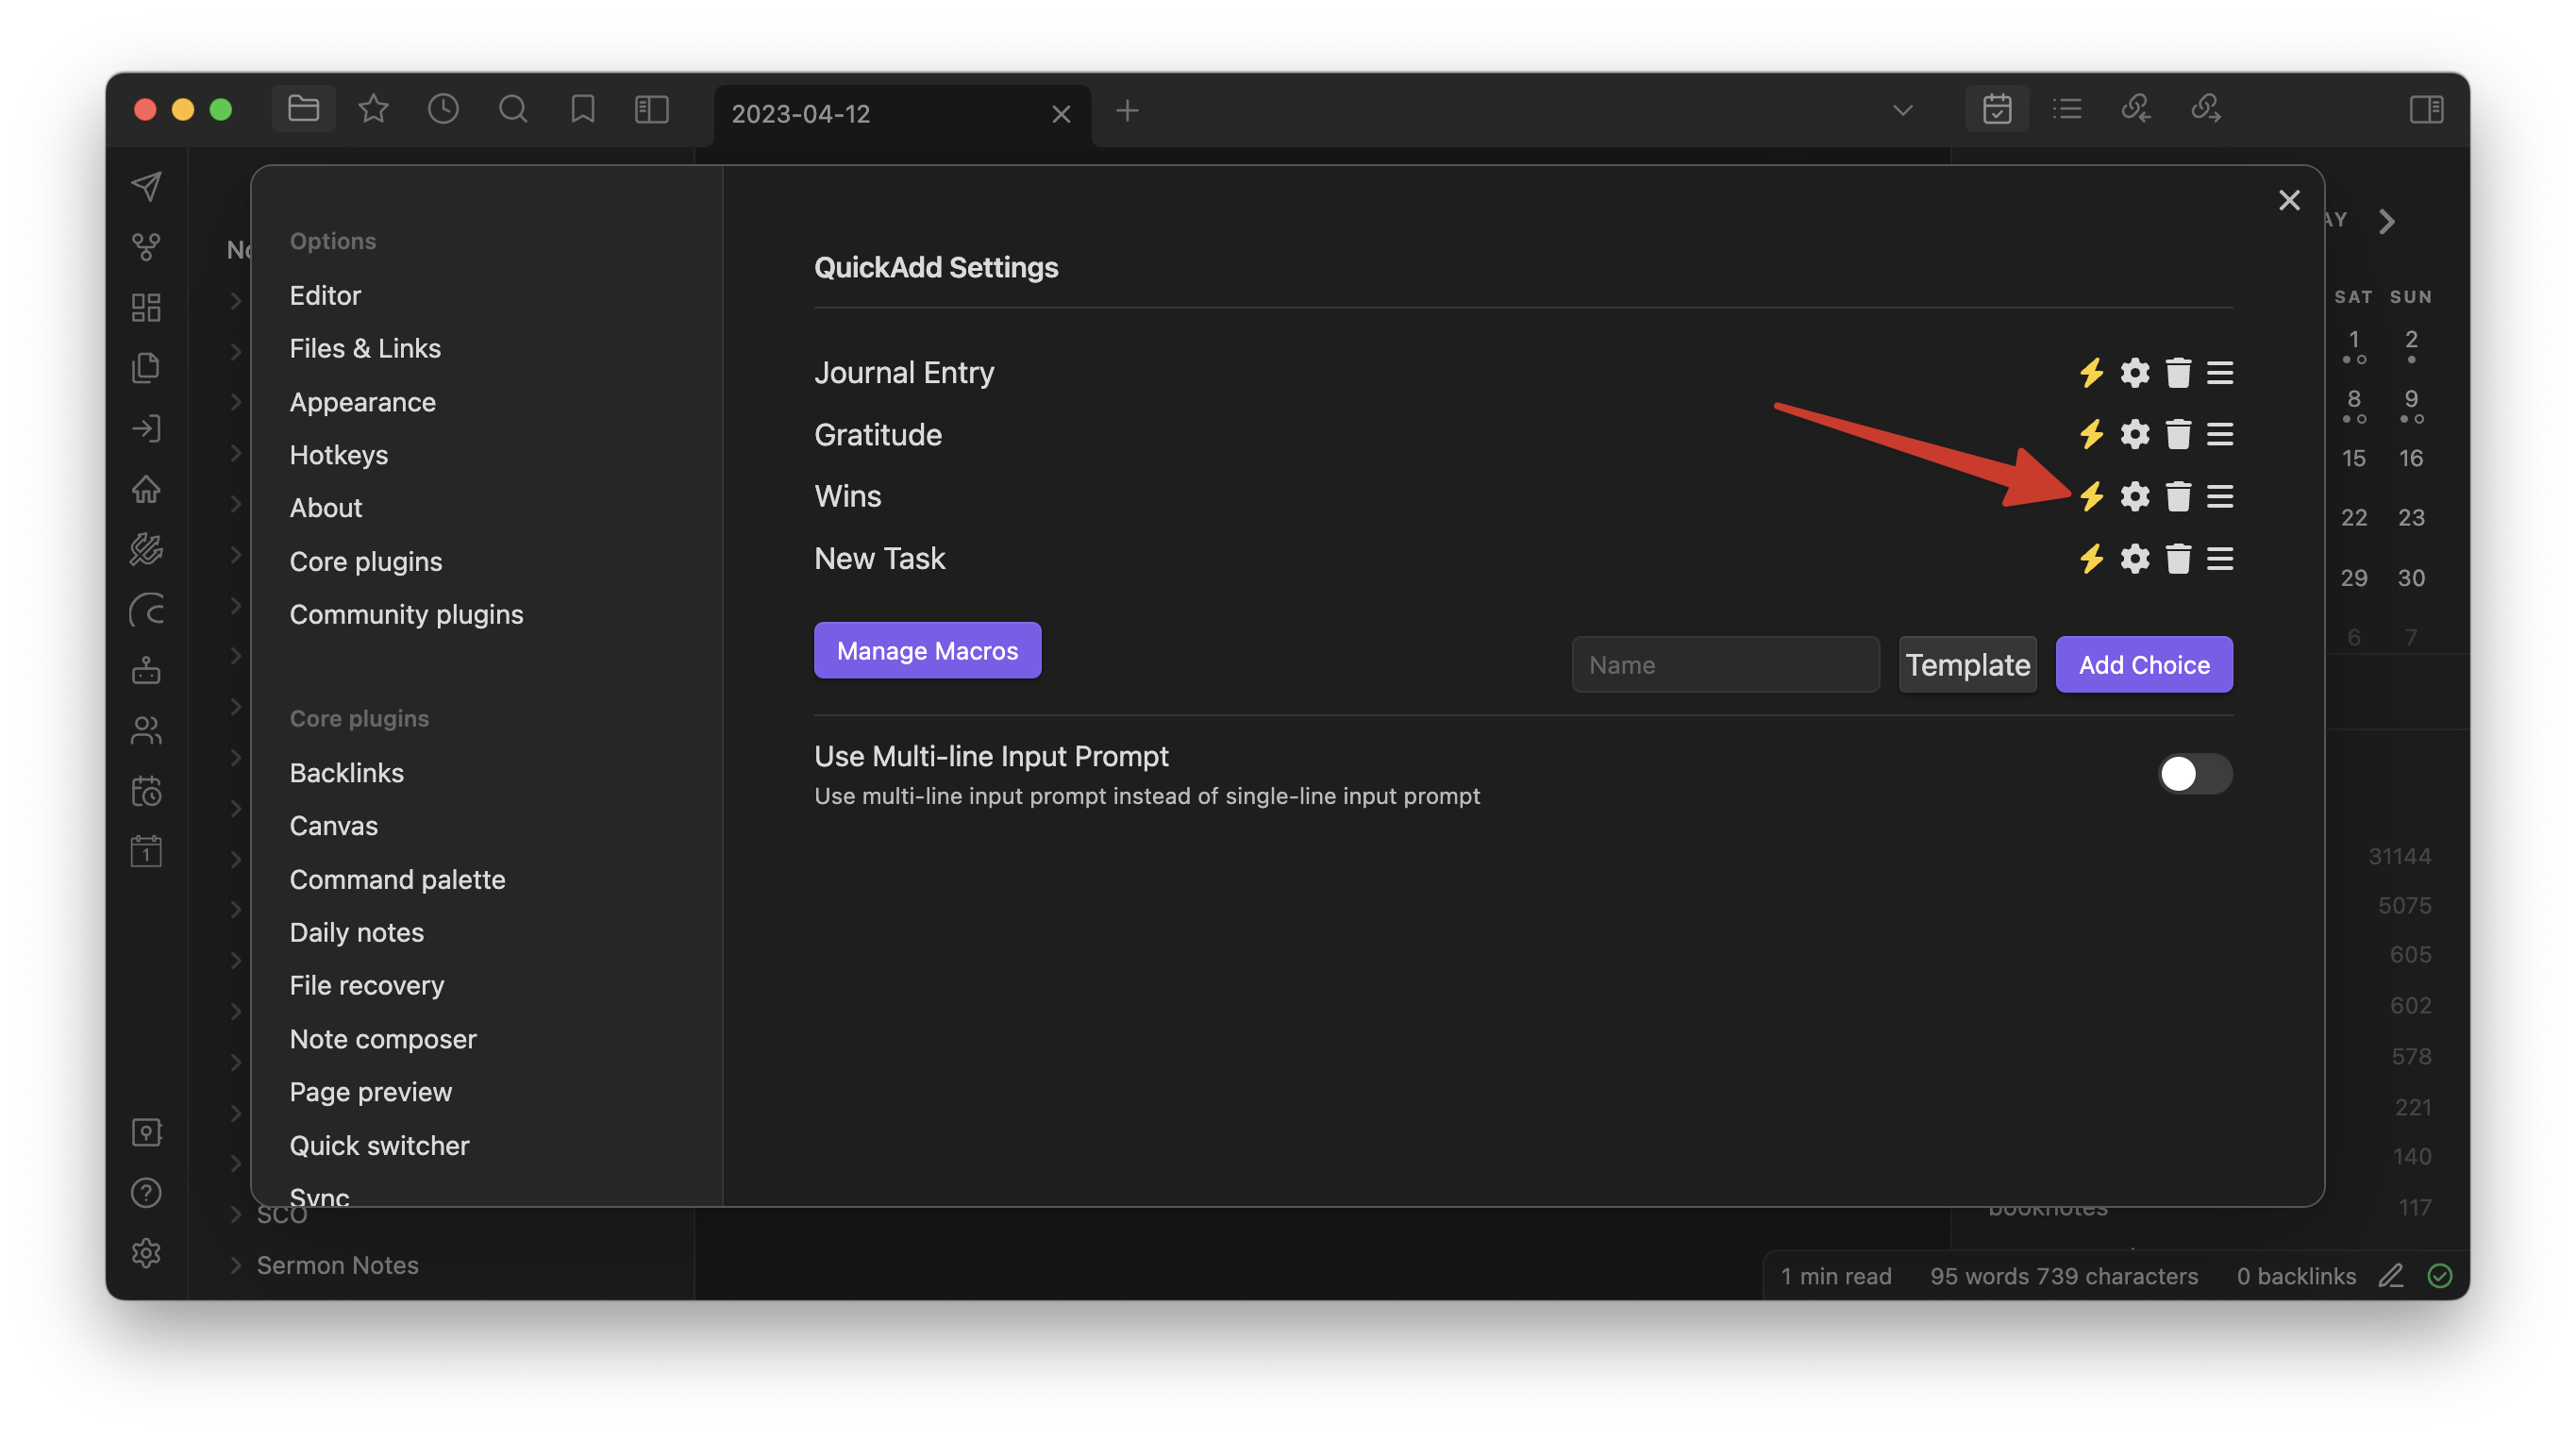 2023-04-12
Options
Editor
Files & Links
Appearance
Hotkeys
About
Core plugins
Community plugins
Core plugins
Backlinks
Canvas
Command palette
Daily notes
File recovery
Note composer
Page preview
Quick switcher
Sync
SCO
Sermon Notes
QuickAdd Settings
Journal Entry
Gratitude
Wins
New Task
Manage Macros
Name
Template
Add Choice
Use Multi-line Input Prompt
Use multi-line input prompt instead of single-line input prompt
SAT SUN
1 2
8 9
15 16
22 23
29 30
6 7
31144
5075
605
602
578
221
140
booknotes 117
1 min read 95 words 739 characters 0 backlinks
1